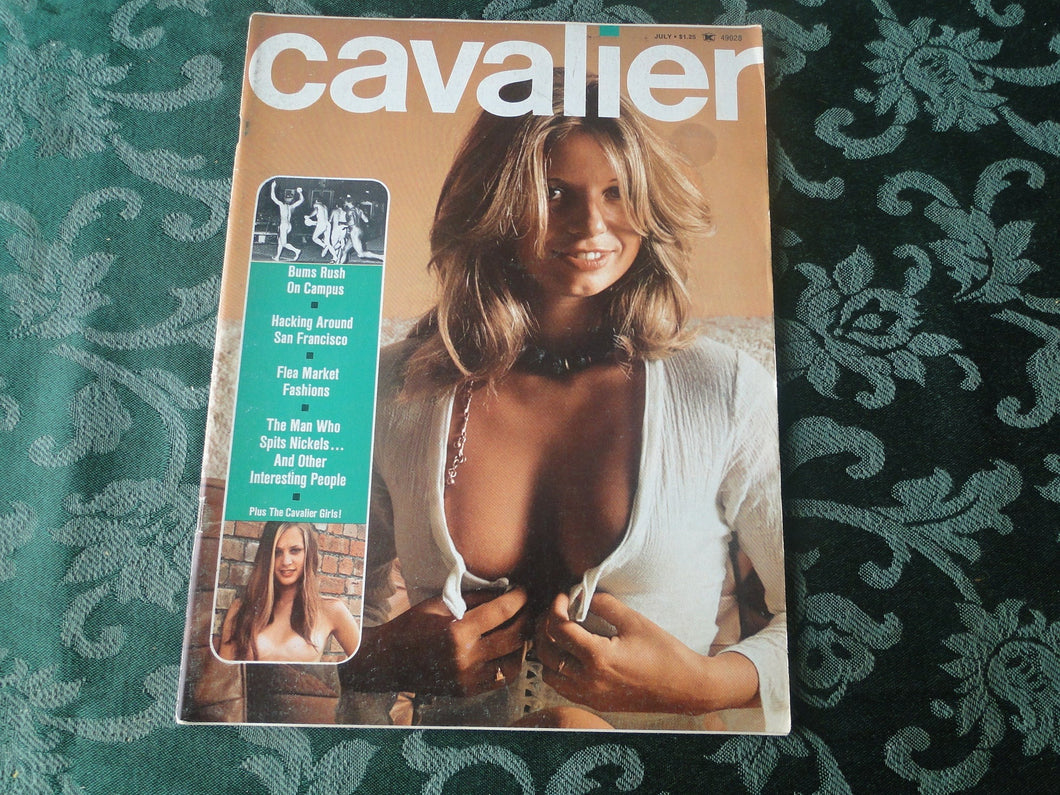 cavalier
JULY • $1.25 K 49028
Bums Rush
On Campus
Hacking Around
San Francisco
Flea Market
Fashions
The Man Who
Spits Nickels...
And Other
Interesting People
Plus The Cavalier Girls!